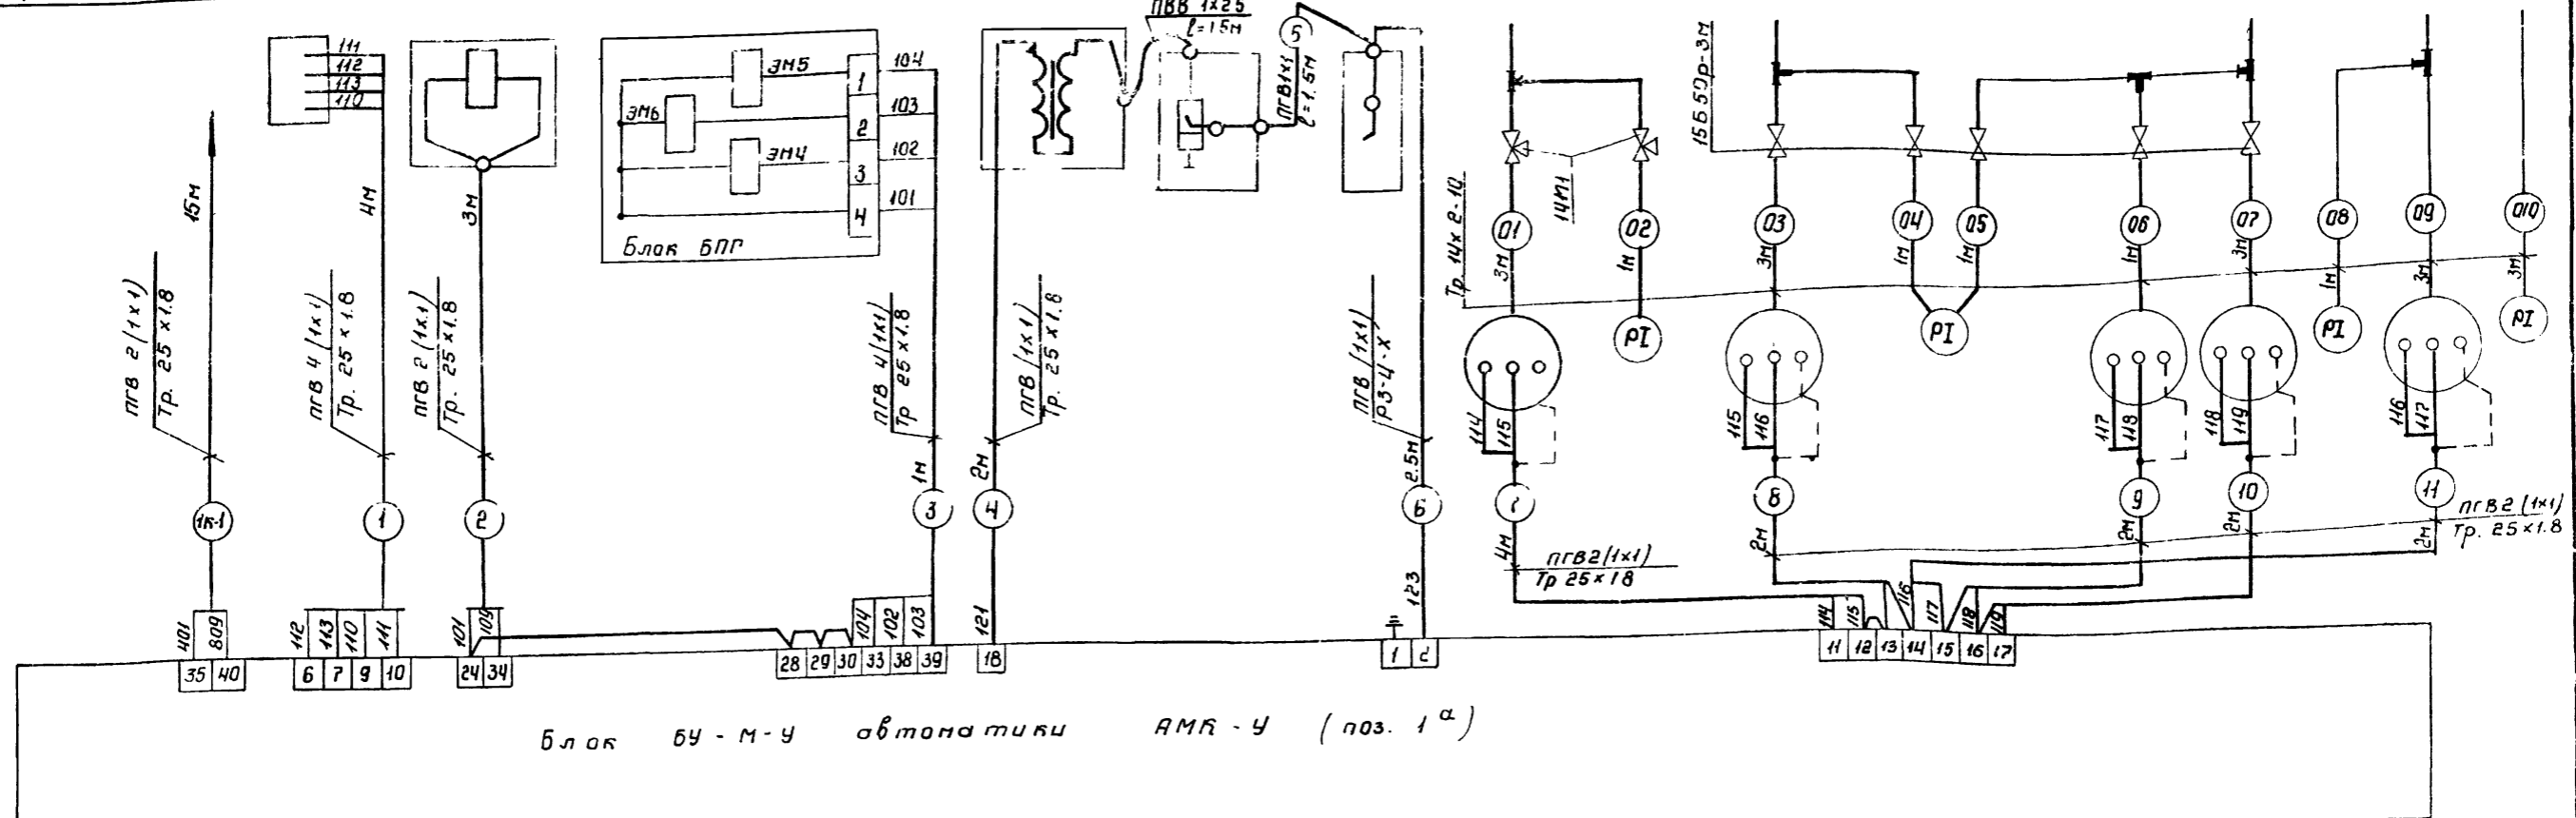 ПВВ 1х25
ℓ=15м
5
ПГВ1х1
ℓ=1.5м
111
112
113
110
15м
4м
3м
ЭМ5
ЭМ6
ЭМ4
1
2
3
4
104
103
102
101
Блок БПГ
15Б 50р-3м
14М1
Тр. 14х2-10
01
02
03
04
05
06
07
08
09
010
3м
1м
3м
1м
1м
1м
3м
1м
3м
3м
PI
PI
PI
PI
ПГВ 2(1х1)
Тр. 25х1.8
ПГВ 4(1х1)
Тр. 25х1.8
ПГВ 2(1х1)
Тр. 25х1.8
ПГВ 4(1х1)
Тр 25х1.8
ПГВ(1х1)
Тр. 25х1.8
ПГВ(1х1)
РЗ-Ц-Х
114
115
115
116
117
118
118
119
116
117
1м
2м
2.5м
1к-1
1
2
3
4
6
7
8
9
10
11
4м
2м
2м
2м
2м
ПГВ2(1х1)
Тр 25х18
ПГВ2(1х1)
Тр. 25х1.8
401
809
112
113
110
111
101
109
104
102
103
121
123
114
115
116
117
118
119
35 40
6 7 9 10
24 34
28 29 30 33 38 39
18
1 2
11 12 13 14 15 16 17
Блок БУ-М-У автоматики АМК-У (поз. 1а)